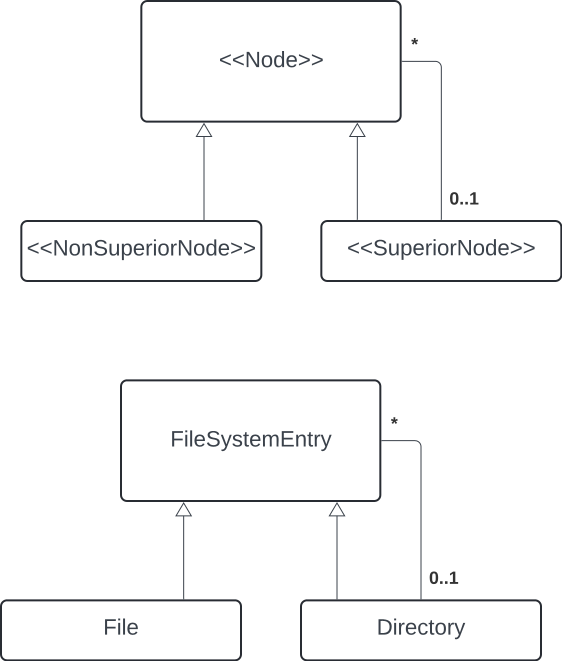 <<Node>>
*
0..1
<<NonSuperiorNode>>
<<SuperiorNode>>
FileSystemEntry
*
0..1
File
Directory